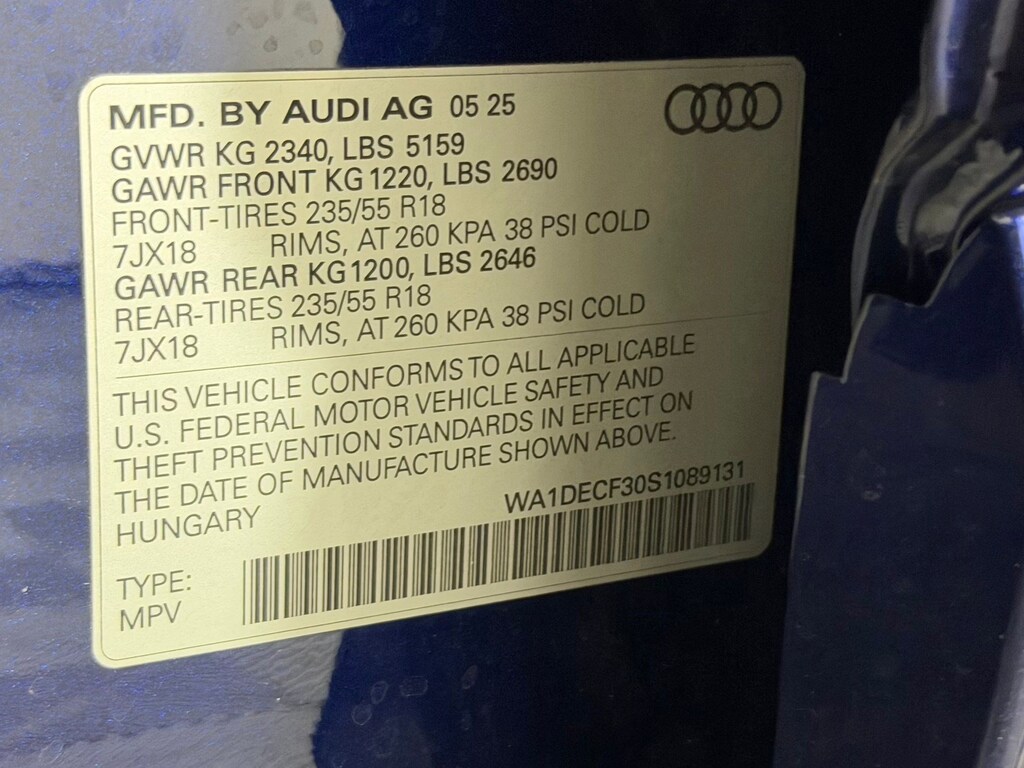 MFD. BY AUDI AG 05 25
GVWR KG 2340, LBS 5159
GAWR FRONT KG 1220, LBS 2690
FRONT-TIRES 235/55 R18
7JX18 RIMS, AT 260 KPA 38 PSI COLD
GAWR REAR KG 1200, LBS 2646
REAR-TIRES 235/55 R18
7JX18 RIMS, AT 260 KPA 38 PSI COLD
THIS VEHICLE CONFORMS TO ALL APPLICABLE
U.S. FEDERAL MOTOR VEHICLE SAFETY AND
THEFT PREVENTION STANDARDS IN EFFECT ON
THE DATE OF MANUFACTURE SHOWN ABOVE.
HUNGARY WA1DECF30S1089131
TYPE:
MPV